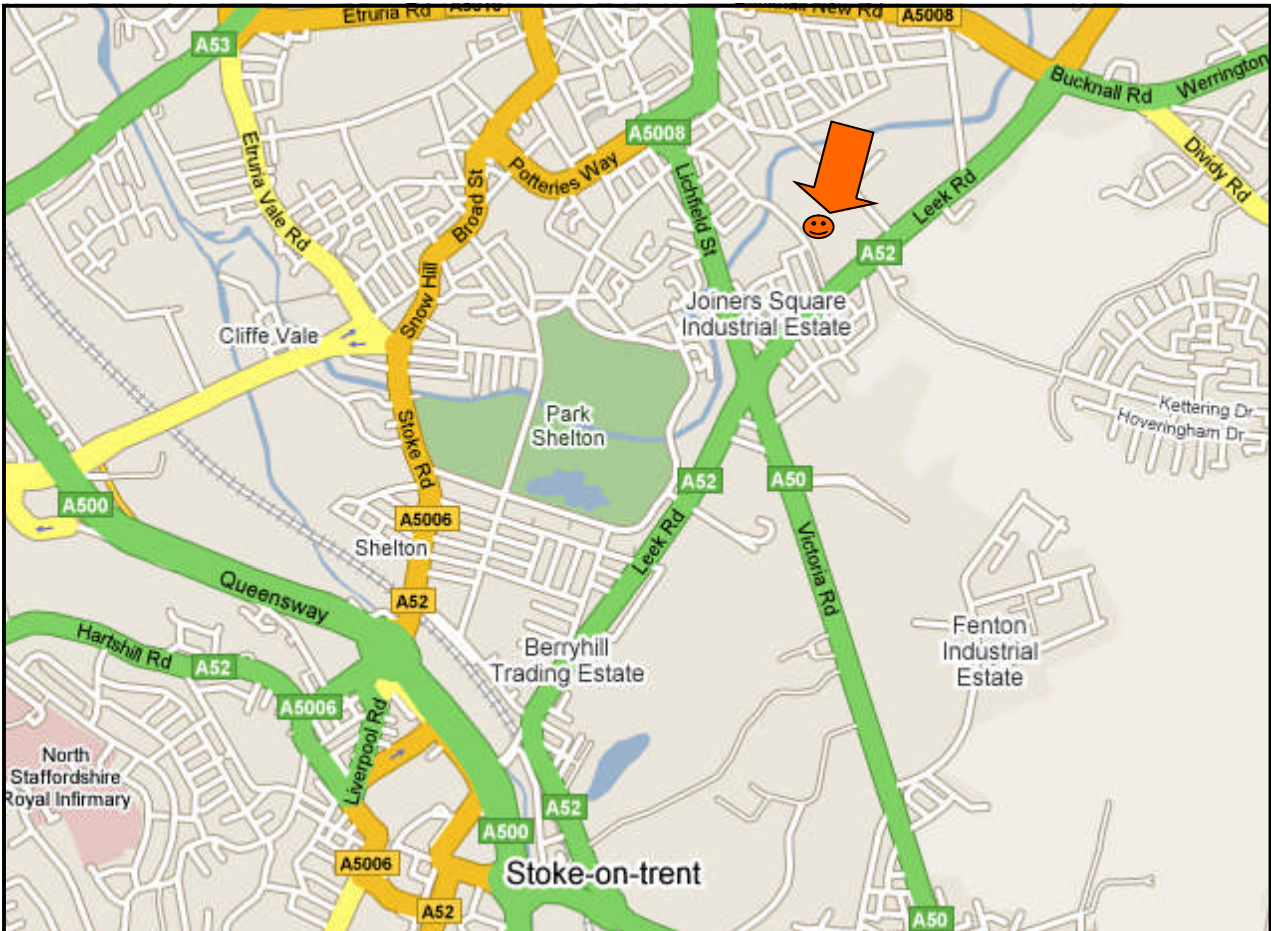 Etruria Rd
New Rd
A5008
A53
Bucknall Rd
Werrington
A5008
Etruria Vale Rd
Broad St
Potteries Way
Lichfield St
Dividy Rd
Leek Rd
A52
Snow Hill
Cliffe Vale
Joiners Square
Industrial Estate
Park
Shelton
Kettering Dr
Hoveringham Dr
Stoke Rd
A52
A50
A500
A5006
Shelton
Leek Rd
Victoria Rd
Queensway
A52
Hartshill Rd
A52
Fenton
Industrial
Estate
Berryhill
Trading Estate
A5006
Liverpool Rd
North
Staffordshire
Royal Infirmary
A52
A500
A5006
Stoke-on-trent
A52
A50